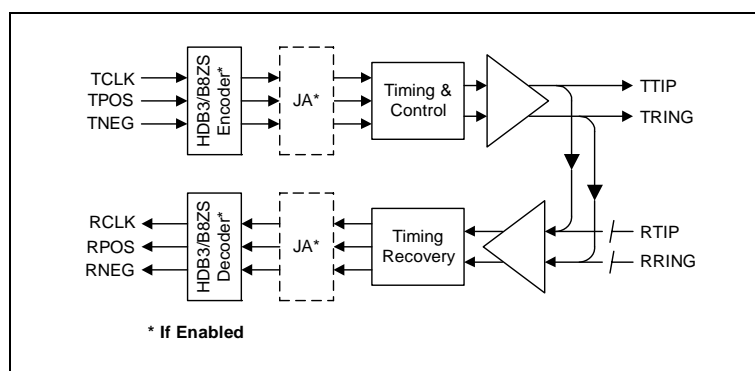 TCLK
TPOS
TNEG
HDB3/B8ZS
Encoder*
JA*
Timing &
Control
TTIP
TRING
RCLK
RPOS
RNEG
HDB3/B8ZS
Decoder*
JA*
Timing
Recovery
RTIP
RRING
* If Enabled